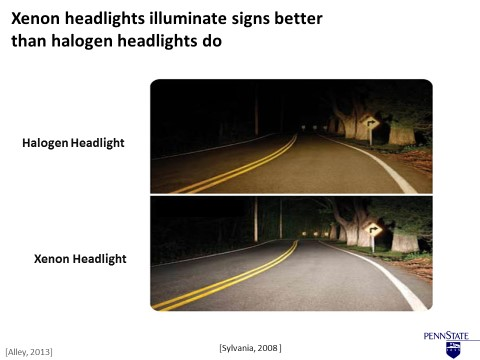 Xenon headlights illuminate signs better
than halogen headlights do
Halogen Headlight
Xenon Headlight
[Alley, 2013]
[Sylvania, 2008 ]
PENNSTATE